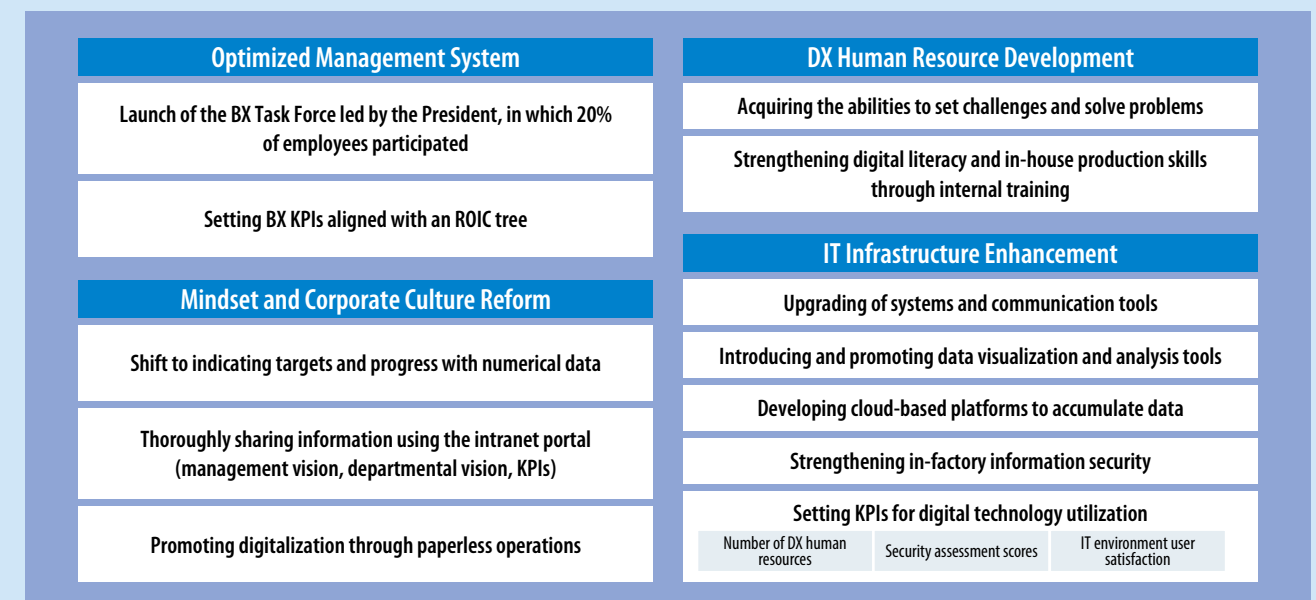 Optimized Management System
Launch of the BX Task Force led by the President, in which 20%
of employees participated
Setting BX KPIs aligned with an ROIC tree
Mindset and Corporate Culture Reform
Shift to indicating targets and progress with numerical data
Thoroughly sharing information using the intranet portal
(management vision, departmental vision, KPIs)
Promoting digitalization through paperless operations
DX Human Resource Development
Acquiring the abilities to set challenges and solve problems
Strengthening digital literacy and in-house production skills
through internal training
IT Infrastructure Enhancement
Upgrading of systems and communication tools
Introducing and promoting data visualization and analysis tools
Developing cloud-based platforms to accumulate data
Strengthening in-factory information security
Setting KPIs for digital technology utilization
Number of DX human
resources
Security assessment scores
IT environment user
satisfaction